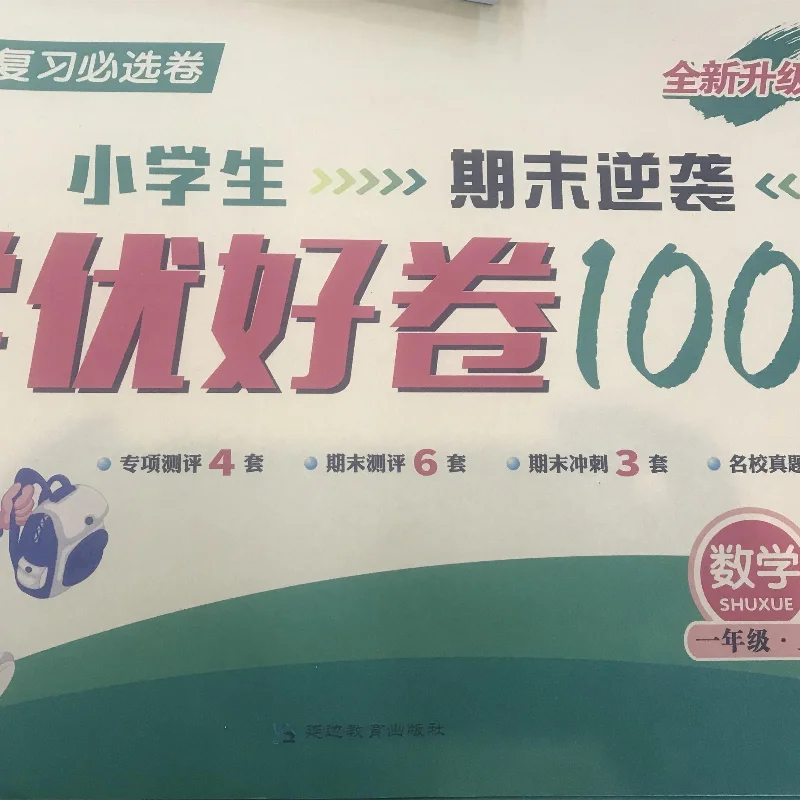 复习必选卷
全新升级
小学生 >>>>> 期末逆袭 <<
优好卷100
专项测评4套 期末测评6套 期末冲刺3套 名校真题
数学
SHUXUE
一年级·
延边教育出版社